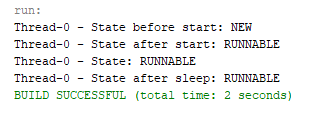 run:
Thread-0 - State before start: NEW
Thread-0 - State after start: RUNNABLE
Thread-0 - State: RUNNABLE
Thread-0 - State after sleep: RUNNABLE
BUILD SUCCESSFUL (total time: 2 seconds)